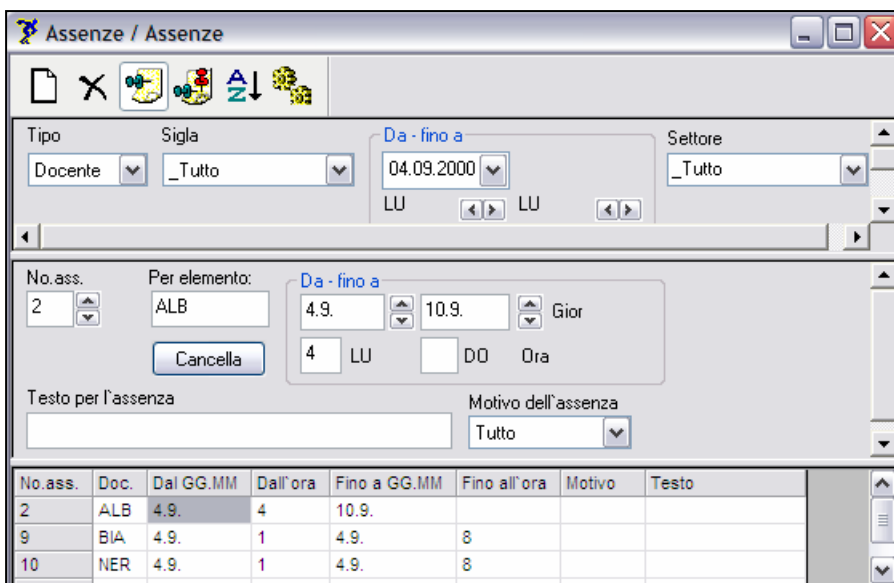 Assenze / Assenze
A
Z
Tipo Sigla Da - fino a Settore
Docente _Tutto 04.09.2000 _Tutto
LU LU
No.ass. Per elemento: Da - fino a
2 ALB 4.9. 10.9. Gior
Cancella 4 LU DO Ora
Testo per l`assenza Motivo dell`assenza
Tutto
No.ass. Doc. Dal GG.MM Dall`ora Fino a GG.MM Fino all`ora Motivo Testo
2 ALB 4.9. 4 10.9.
9 BIA 4.9. 1 4.9. 8
10 NER 4.9. 1 4.9. 8